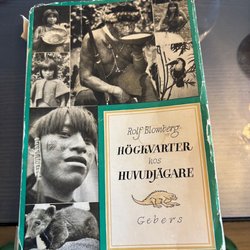 Rolf Blomberg
HÖGKVARTER
hos
HUVUDJÄGARE
Gebers